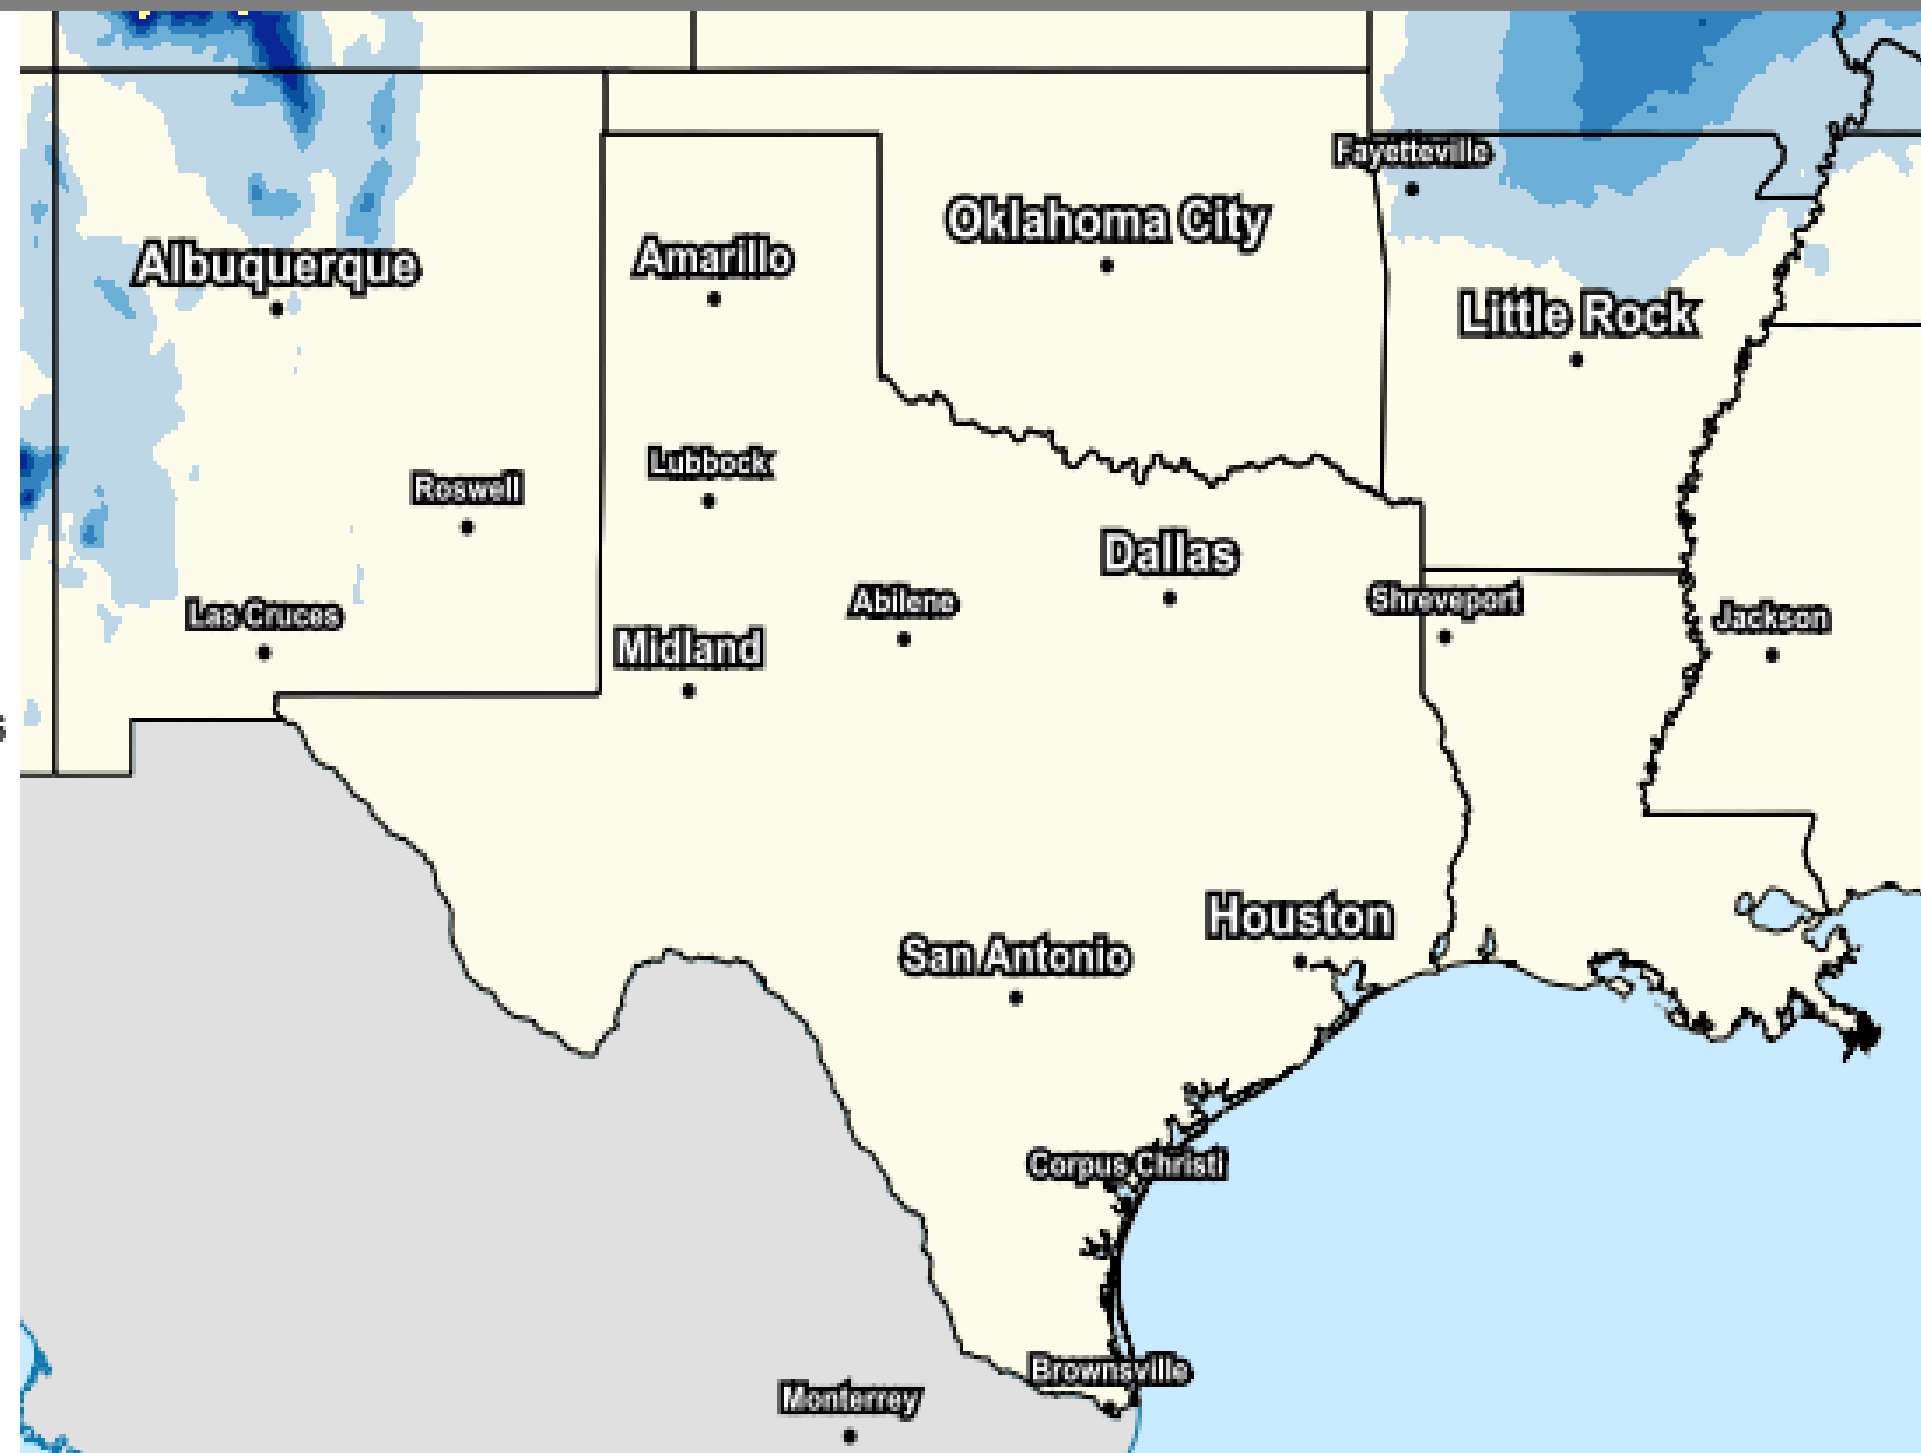 Fayetteville
Oklahoma City
Albuquerque
Amarillo
Little Rock
Lubbock
Roswell
Dallas
Abilene
Shreveport
Las Cruces
Jackson
Midland
s
Houston
San Antonio
Corpus Christi
Brownsville
Monterrey